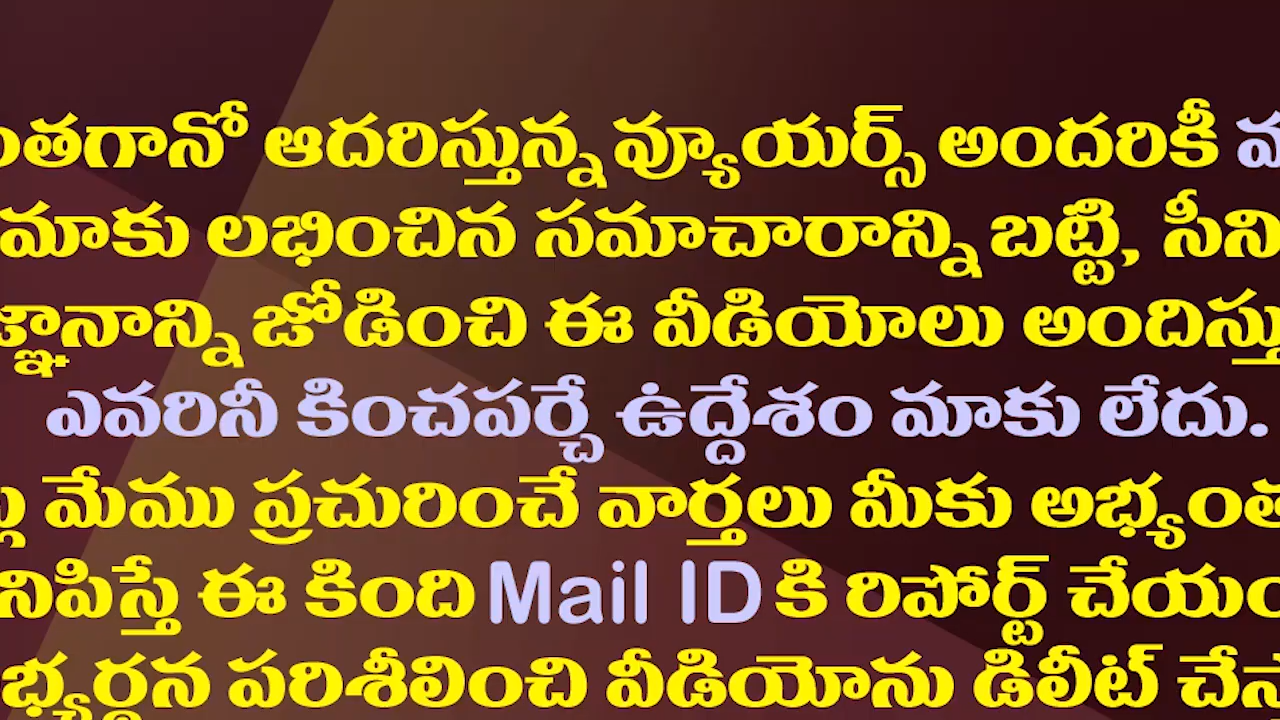 ంతగానో ఆదరిస్తున్న వ్యూయర్స్ అందరికీ
మాకు లభించిన సమాచారాన్ని బట్టి, సీని
జ్ఞానాన్ని జోడించి ఈ వీడియోలు అందిస్తు
ఎవరినీ కించపర్చే ఉద్దేశం మాకు లేదు.
మేము ప్రచురించే వార్తలు మీకు అభ్యంత
నిపిస్తే ఈ కింది Mail ID కి రిపోర్ట్ చేయం
భ్యర్థన పరిశీలించి వీడియోను డిలీట్ చేస